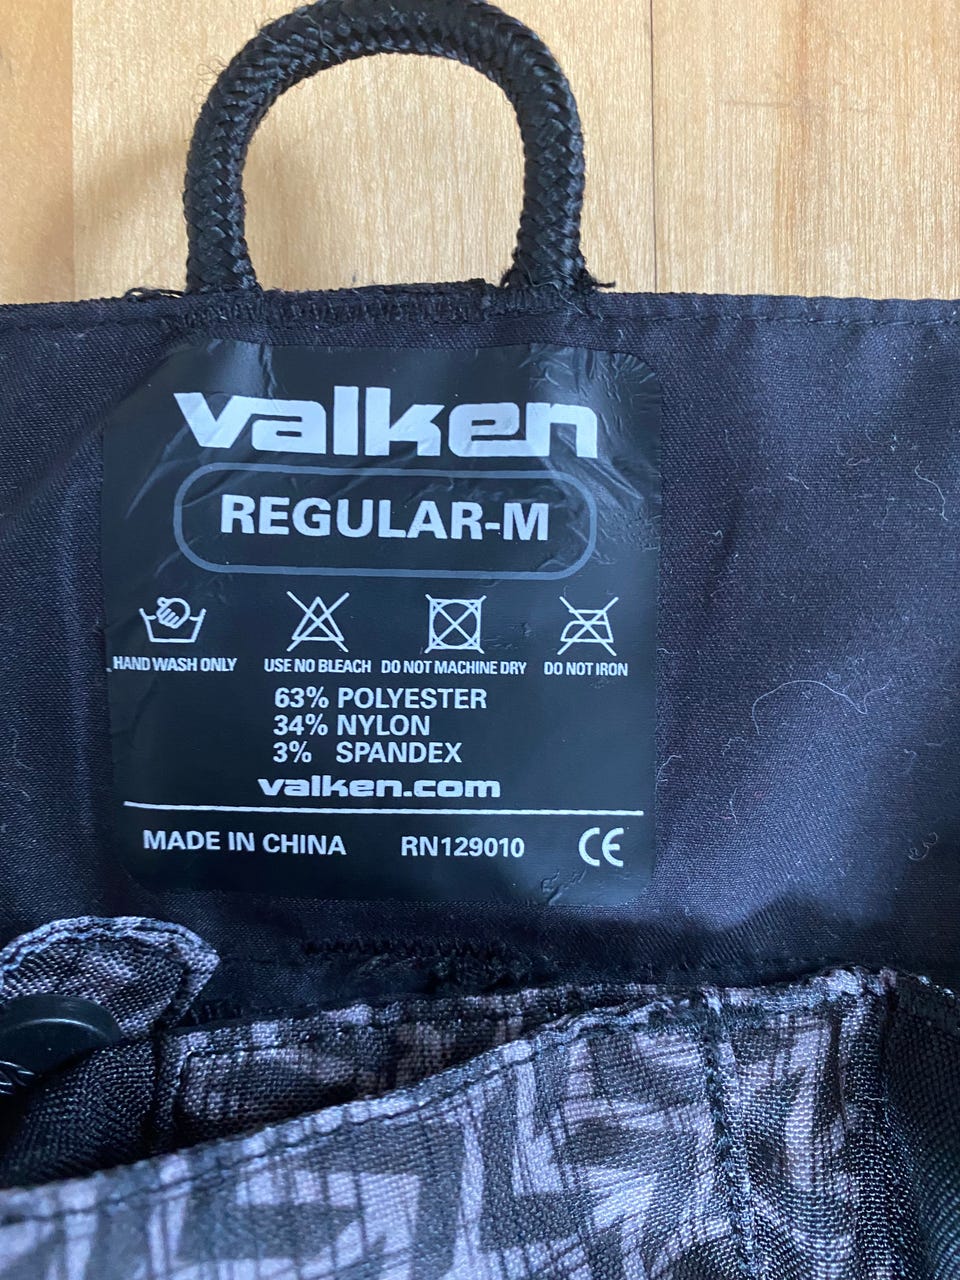 valken
REGULAR-M
HAND WASH ONLY USE NO BLEACH DO NOT MACHINE DRY DO NOT IRON
63% POLYESTER
34% NYLON
3% SPANDEX
valken.com
MADE IN CHINA RN129010 CE